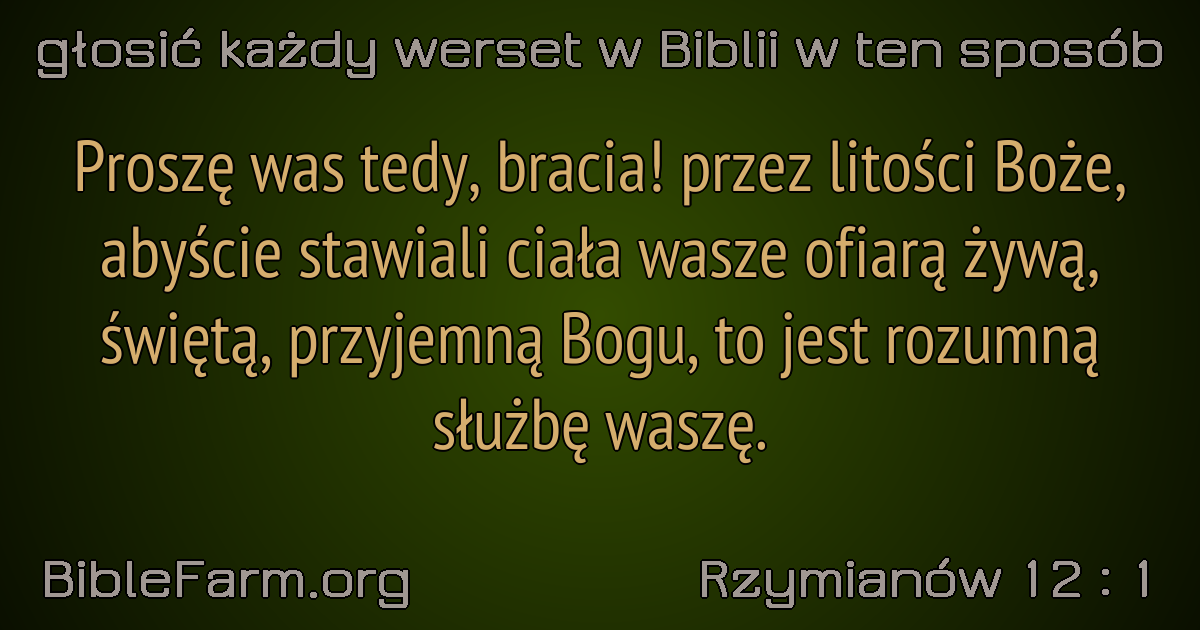 głosić każdy werset w Biblii w ten sposób
Proszę was tedy, bracia! przez litości Boże,
abyście stawiali ciała wasze ofiarą żywą,
świętą, przyjemną Bogu, to jest rozumną
służbę waszę.
BibleFarm.org
Rzymianów 12 : 1